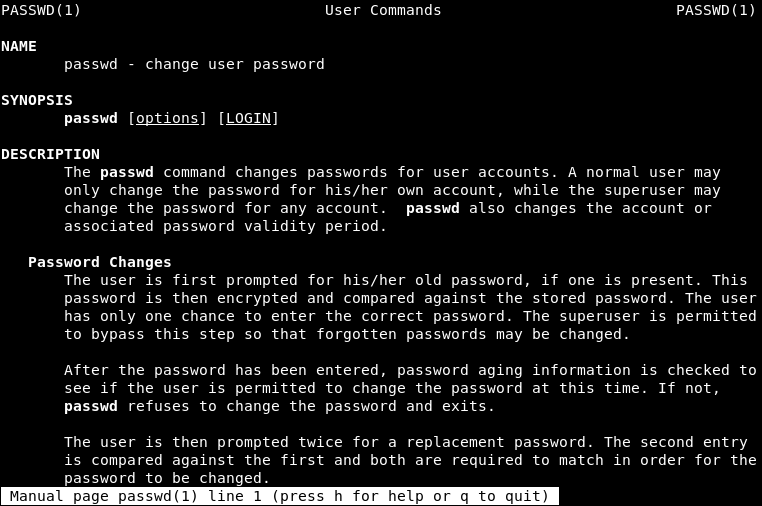 PASSWD(1) User Commands PASSWD(1)
NAME
passwd - change user password
SYNOPSIS
passwd [options] [LOGIN]
DESCRIPTION
The passwd command changes passwords for user accounts. A normal user may
only change the password for his/her own account, while the superuser may
change the password for any account.  passwd also changes the account or
associated password validity period.
Password Changes
The user is first prompted for his/her old password, if one is present. This
password is then encrypted and compared against the stored password. The user
has only one chance to enter the correct password. The superuser is permitted
to bypass this step so that forgotten passwords may be changed.
After the password has been entered, password aging information is checked to
see if the user is permitted to change the password at this time. If not,
passwd refuses to change the password and exits.
The user is then prompted twice for a replacement password. The second entry
is compared against the first and both are required to match in order for the
password to be changed.
Manual page passwd(1) line 1 (press h for help or q to quit)